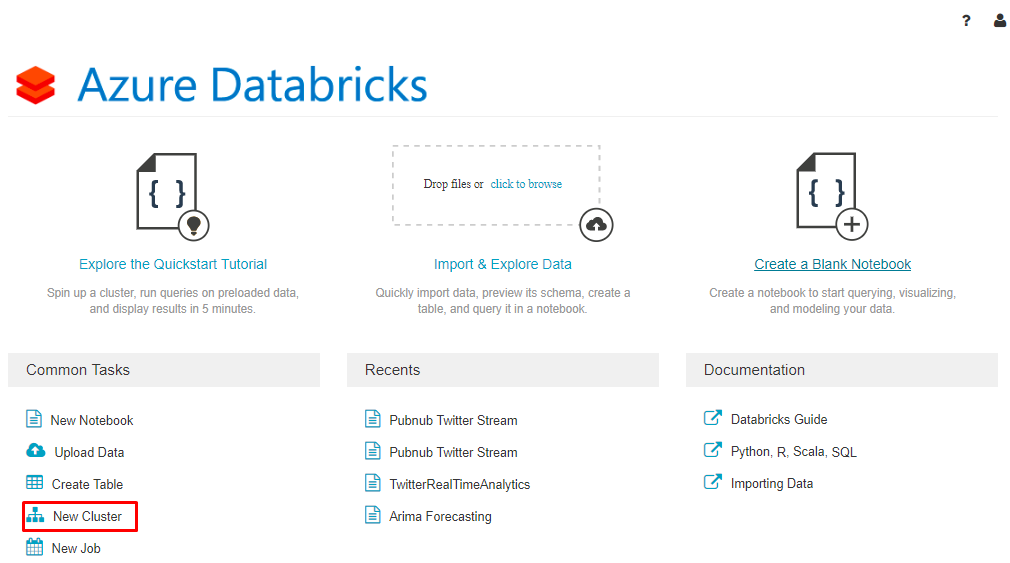 ?
Azure Databricks
{ }
Drop files or click to browse
{ }
Explore the Quickstart Tutorial
Spin up a cluster, run queries on preloaded data,
and display results in 5 minutes.
Import & Explore Data
Quickly import data, preview its schema, create a
table, and query it in a notebook.
Create a Blank Notebook
Create a notebook to start querying, visualizing,
and modeling your data.
Common Tasks
New Notebook
Upload Data
Create Table
New Cluster
New Job
Recents
Pubnub Twitter Stream
Pubnub Twitter Stream
TwitterRealTimeAnalytics
Arima Forecasting
Documentation
Databricks Guide
Python, R, Scala, SQL
Importing Data